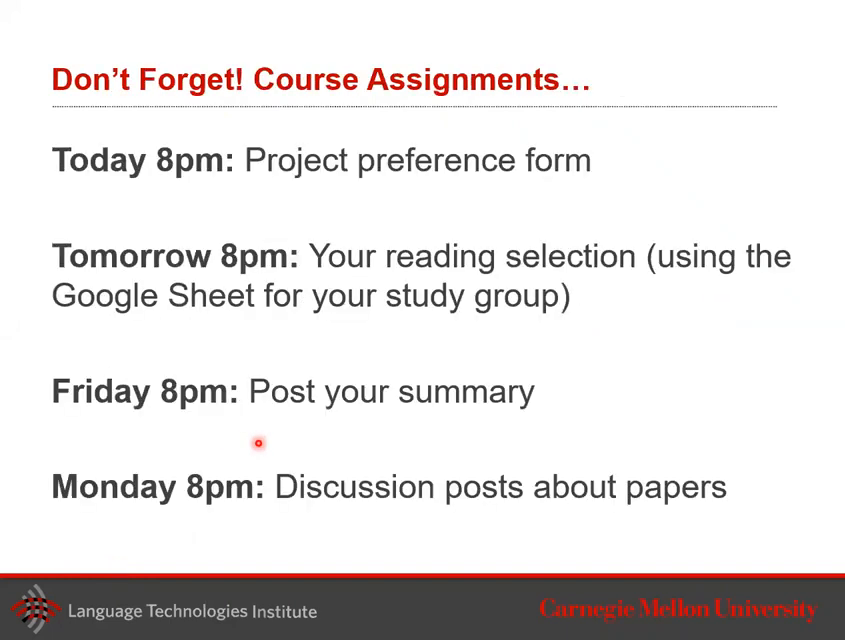 Don’t Forget! Course Assignments…
Today 8pm: Project preference form
Tomorrow 8pm: Your reading selection (using the
Google Sheet for your study group)
Friday 8pm: Post your summary
Monday 8pm: Discussion posts about papers
Language Technologies Institute
Carnegie Mellon University